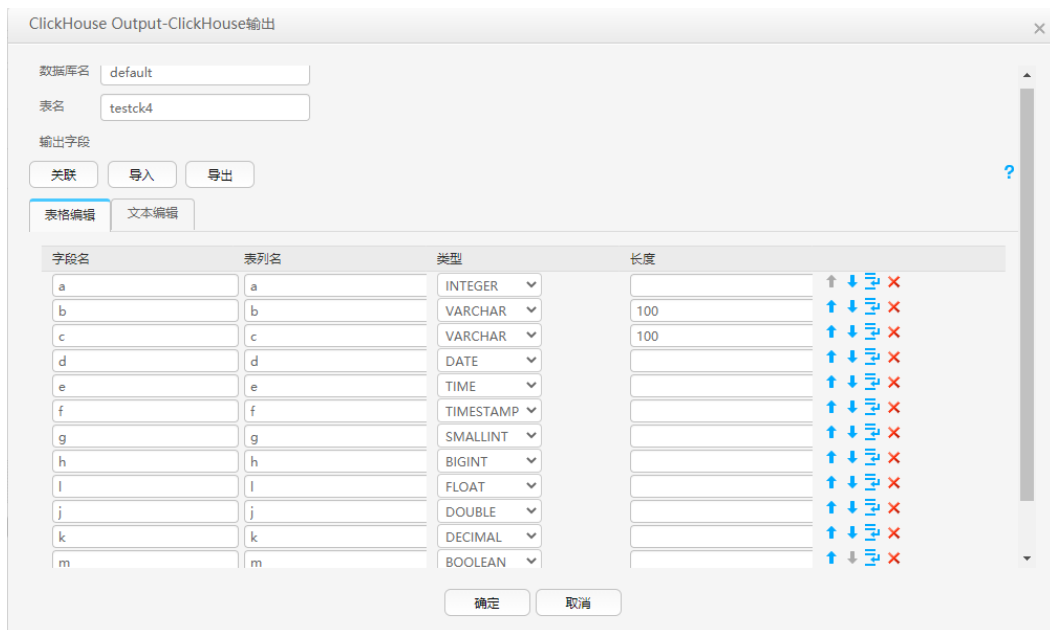 ClickHouse Output-ClickHouse输出
数据库名 default
表名 testck4
输出字段
关联 导入 导出 ?
表格编辑 文本编辑
字段名 表列名 类型 长度
a a INTEGER
b b VARCHAR 100
c c VARCHAR 100
d d DATE
e e TIME
f f TIMESTAMP
g g SMALLINT
h h BIGINT
l l FLOAT
j j DOUBLE
k k DECIMAL
m m BOOLEAN
确定 取消